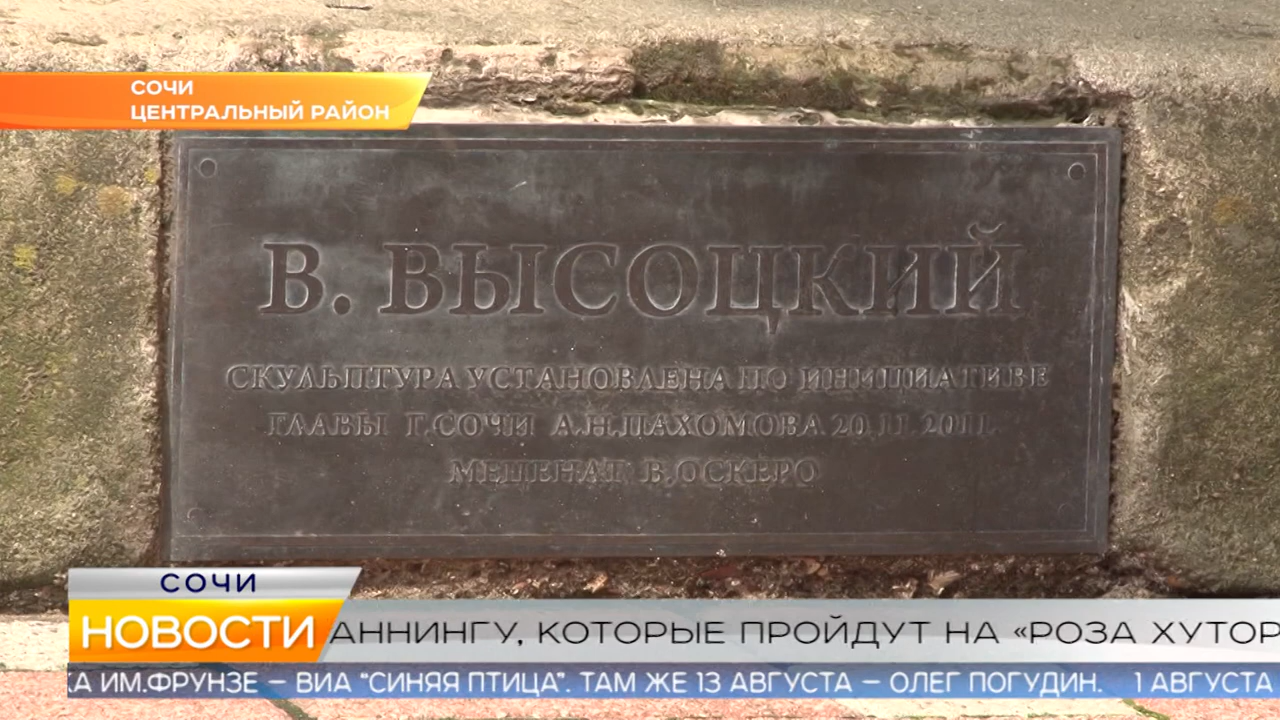 СОЧИ
ЦЕНТРАЛЬНЫЙ РАЙОН
В. ВЫСОЦКИЙ
СКУЛЬПТУРА УСТАНОВЛЕНА ПО ИНИЦИАТИВЕ
ГЛАВЫ Г.СОЧИ А.Н.ПАХОМОВА 20.11.2011.
МЕЦЕНАТ В.ОСКЕРО
СОЧИ
НОВОСТИ
АННИНГУ, КОТОРЫЕ ПРОЙДУТ НА «РОЗА ХУТОР
КА ИМ.ФРУНЗЕ – ВИА "СИНЯЯ ПТИЦА". ТАМ ЖЕ 13 АВГУСТА – ОЛЕГ ПОГУДИН. 1 АВГУСТА